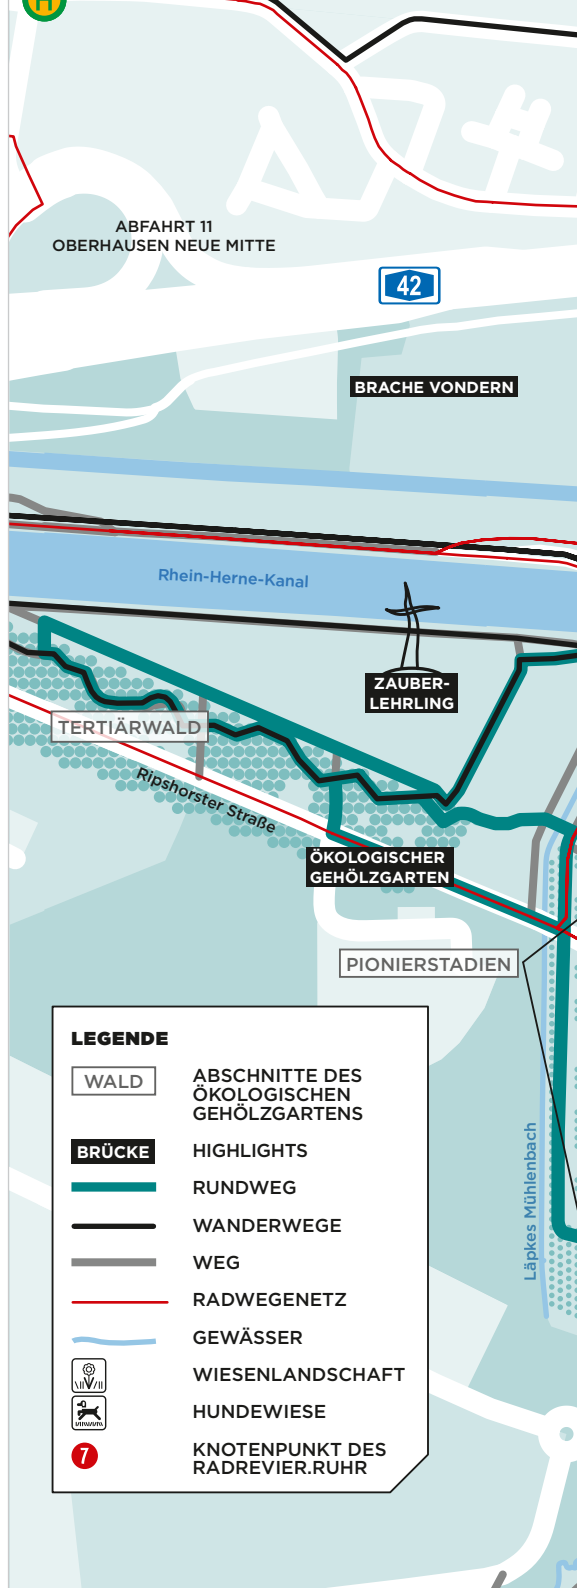 H
ABFAHRT 11
OBERHAUSEN NEUE MITTE
42
BRACHE VONDERN
Rhein-Herne-Kanal
ZAUBER-
LEHRLING
TERTIÄRWALD
Ripshorster Straße
ÖKOLOGISCHER
GEHÖLZGARTEN
PIONIERSTADIEN
Läpkes Mühlenbach
LEGENDE
WALD
ABSCHNITTE DES
ÖKOLOGISCHEN
GEHÖLZGARTENS
BRÜCKE
HIGHLIGHTS
RUNDWEG
WANDERWEGE
WEG
RADWEGENETZ
GEWÄSSER
WIESENLANDSCHAFT
HUNDEWIESE
7
KNOTENPUNKT DES
RADREVIER.RUHR